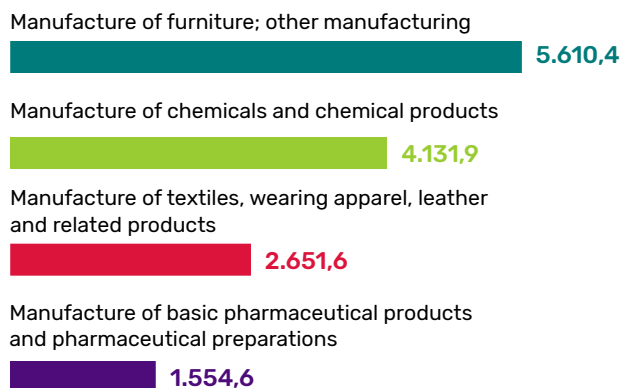 Manufacture of furniture; other manufacturing
5.610,4
Manufacture of chemicals and chemical products
4.131,9
Manufacture of textiles, wearing apparel, leather
and related products
2.651,6
Manufacture of basic pharmaceutical products
and pharmaceutical preparations
1.554,6